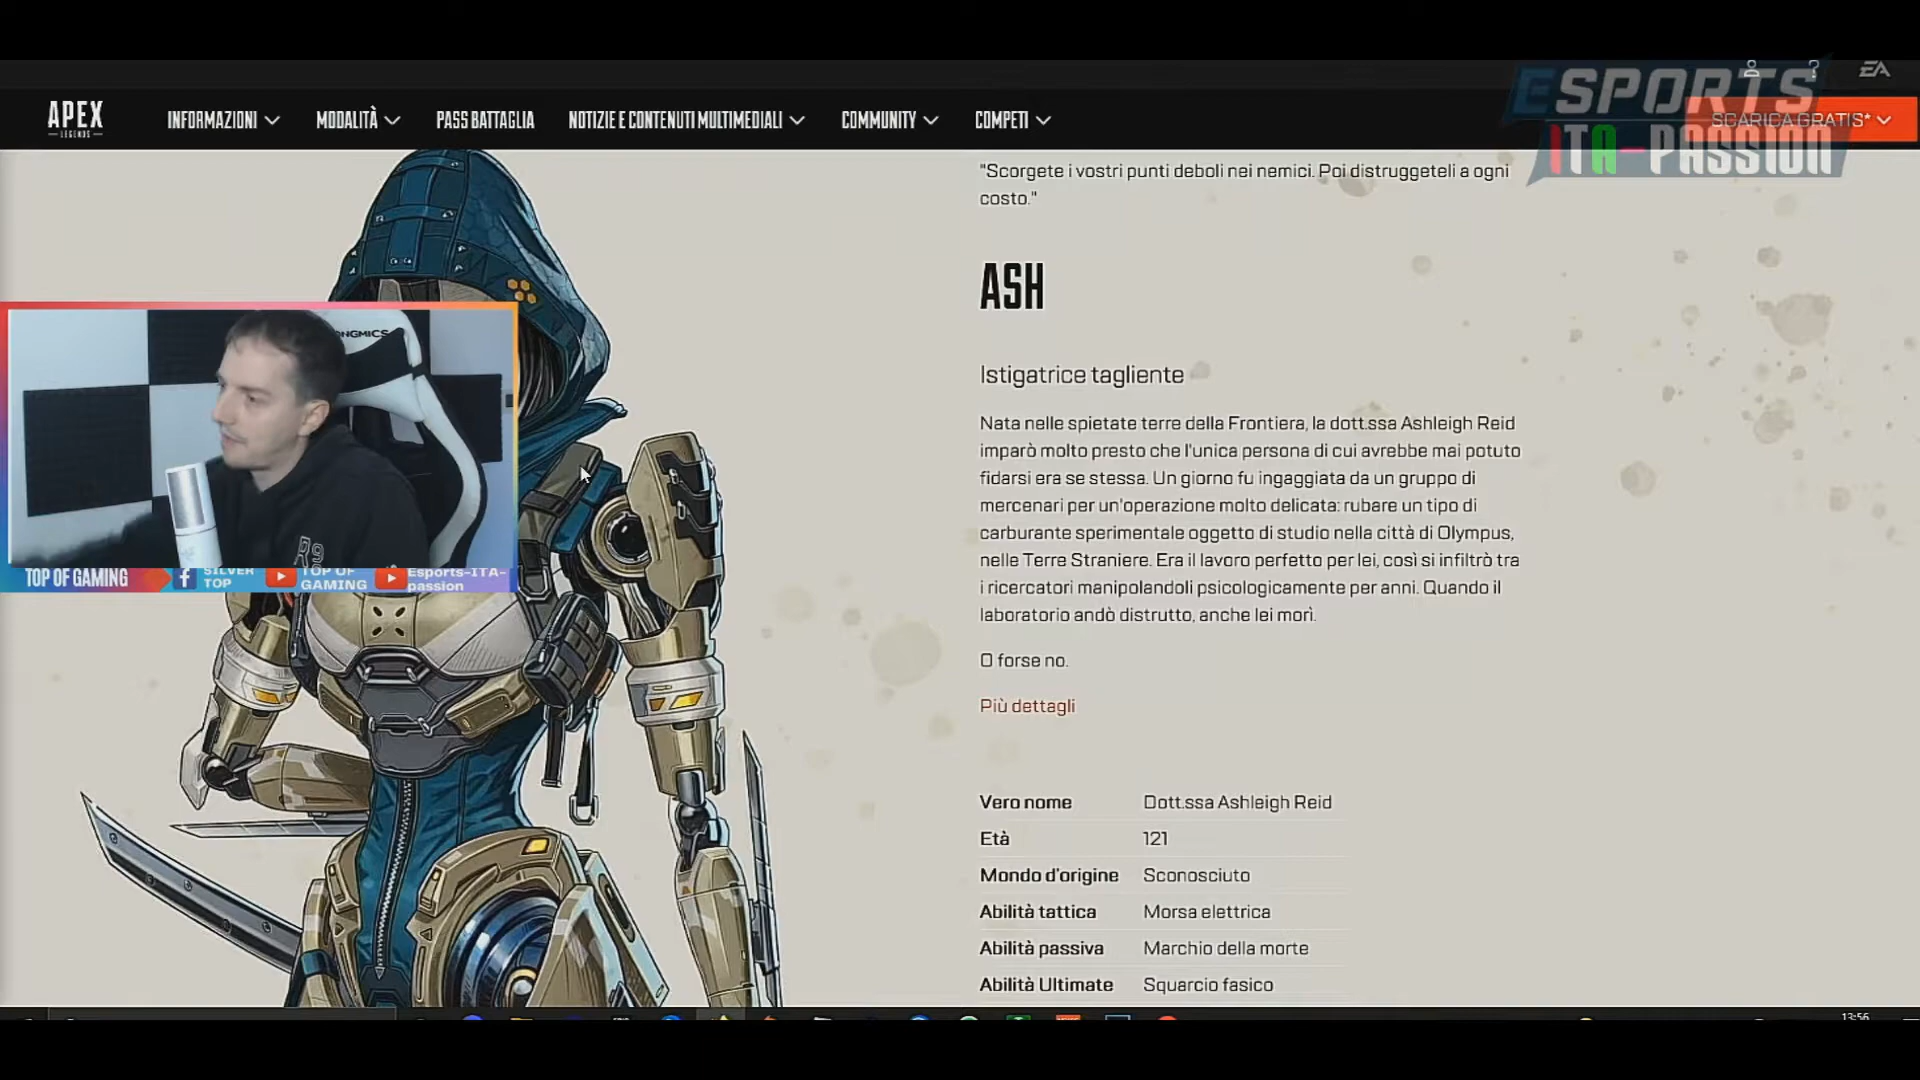 ESPORTS
ITA-PASSION
EA
APEX
LEGENDS
INFORMAZIONI
MODALITÀ
PASS BATTAGLIA
NOTIZIE E CONTENUTI MULTIMEDIALI
COMMUNITY
COMPETI
SCARICA GRATIS*
"Scorgete i vostri punti deboli nei nemici. Poi distruggeteli a ogni
costo."
ASH
Istigatrice tagliente
Nata nelle spietate terre della Frontiera, la dott.ssa Ashleigh Reid
imparò molto presto che l'unica persona di cui avrebbe mai potuto
fidarsi era se stessa. Un giorno fu ingaggiata da un gruppo di
mercenari per un'operazione molto delicata: rubare un tipo di
carburante sperimentale oggetto di studio nella città di Olympus,
nelle Terre Straniere. Era il lavoro perfetto per lei, così si infiltrò tra
i ricercatori manipolandoli psicologicamente per anni. Quando il
laboratorio andò distrutto, anche lei morì.
O forse no.
Più dettagli
Vero nome Dott.ssa Ashleigh Reid
Età 121
Mondo d'origine Sconosciuto
Abilità tattica Morsa elettrica
Abilità passiva Marchio della morte
Abilità Ultimate Squarcio fasico
TOP OF GAMING
SILVER
TOP
TOP OF
GAMING
Esports-ITA-
passion
13:56